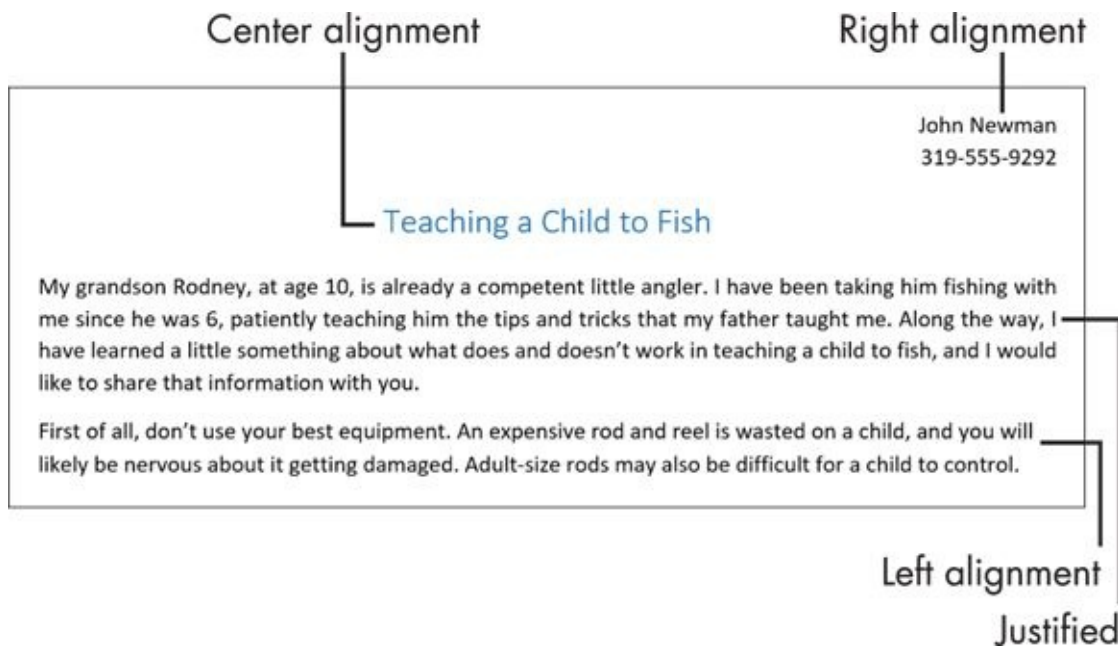 Center alignment
Right alignment
John Newman
319-555-9292
Teaching a Child to Fish
My grandson Rodney, at age 10, is already a competent little angler. I have been taking him fishing with
me since he was 6, patiently teaching him the tips and tricks that my father taught me. Along the way, I
have learned a little something about what does and doesn't work in teaching a child to fish, and I would
like to share that information with you.
First of all, don't use your best equipment. An expensive rod and reel is wasted on a child, and you will
likely be nervous about it getting damaged. Adult-size rods may also be difficult for a child to control.
Left alignment
Justified